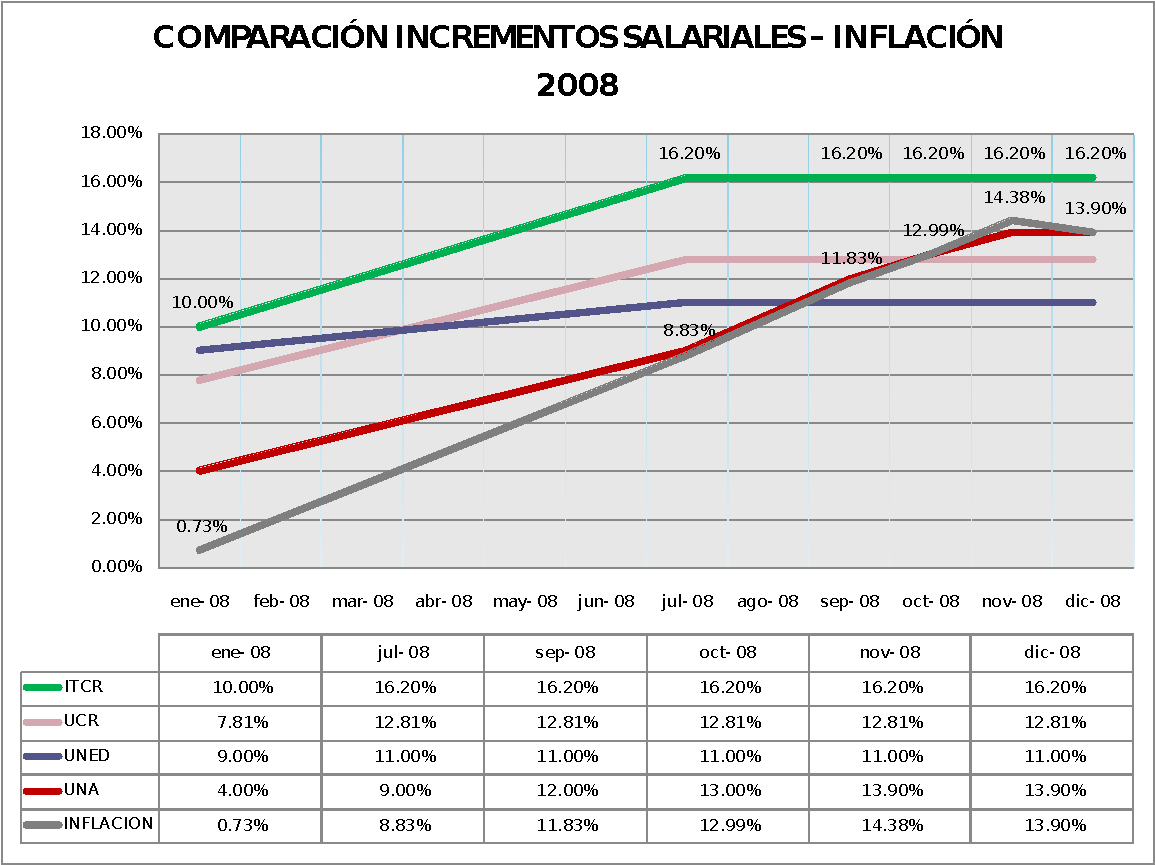 COMPARACIÓN INCREMENTOS SALARIALES – INFLACIÓN
2008
18.00%
16.00%
14.00%
12.00%
10.00%
8.00%
6.00%
4.00%
2.00%
0.00%
16.20% 16.20% 16.20% 16.20% 16.20%
14.38%
13.90%
12.99%
11.83%
10.00%
8.83%
0.73%
ene- 08 feb- 08 mar- 08 abr- 08 may- 08 jun- 08 jul- 08 ago- 08 sep- 08 oct- 08 nov- 08 dic- 08
ene- 08 jul- 08 sep- 08 oct- 08 nov- 08 dic- 08
ITCR 10.00% 16.20% 16.20% 16.20% 16.20% 16.20%
UCR 7.81% 12.81% 12.81% 12.81% 12.81% 12.81%
UNED 9.00% 11.00% 11.00% 11.00% 11.00% 11.00%
UNA 4.00% 9.00% 12.00% 13.00% 13.90% 13.90%
INFLACION 0.73% 8.83% 11.83% 12.99% 14.38% 13.90%